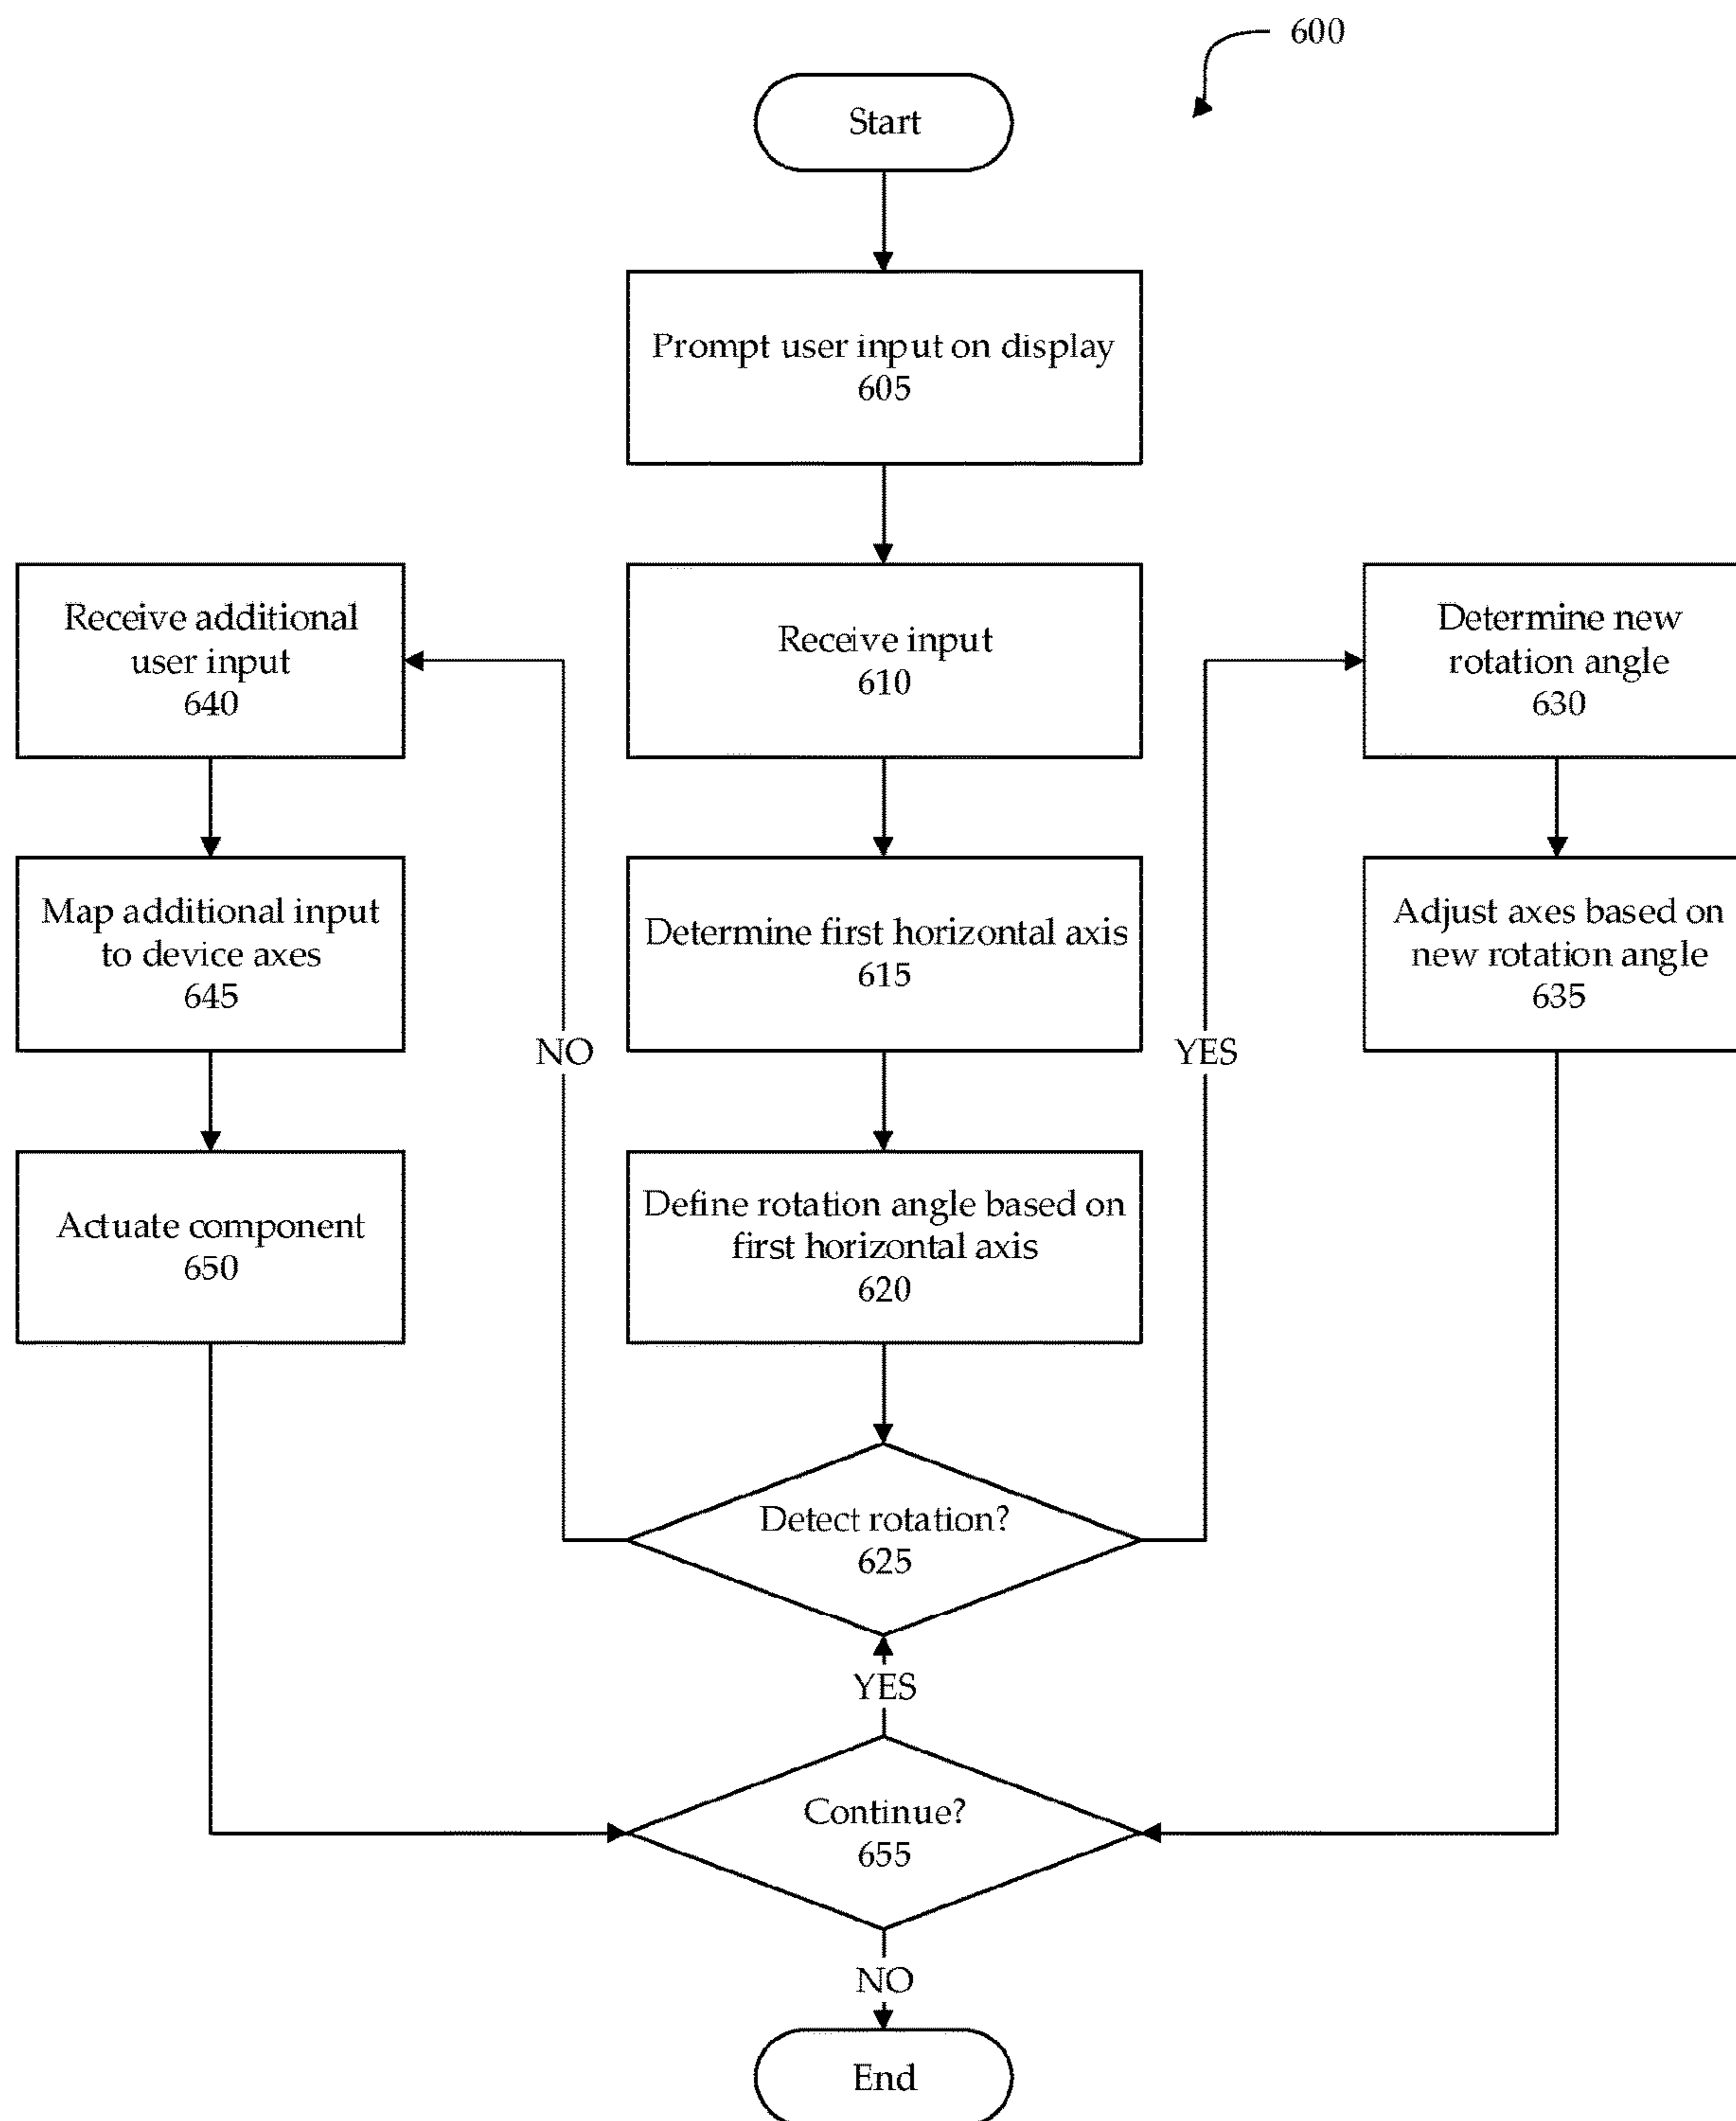 600
Start
Prompt user input on display
605
Receive additional
user input
640
Receive input
610
Determine new
rotation angle
630
Map additional input
to device axes
645
Determine first horizontal axis
615
Adjust axes based on
new rotation angle
635
NO
YES
Actuate component
650
Define rotation angle based on
first horizontal axis
620
Detect rotation?
625
YES
Continue?
655
NO
End